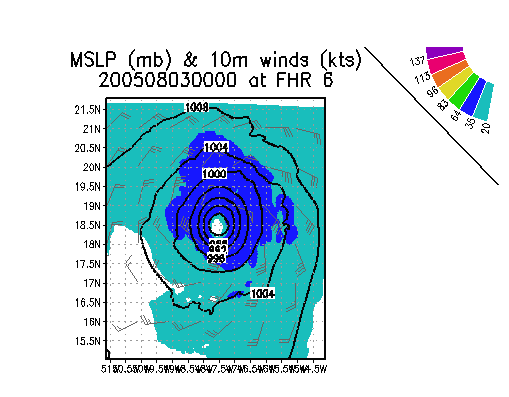 MSLP (mb) & 10m winds (kts)
200508030000 at FHR 6
137
113
96
83
64
35
20
1008
1004
1000
996
1004
21.5N
21N
20.5N
20N
19.5N
19N
18.5N
18N
17.5N
17N
16.5N
16N
15.5N